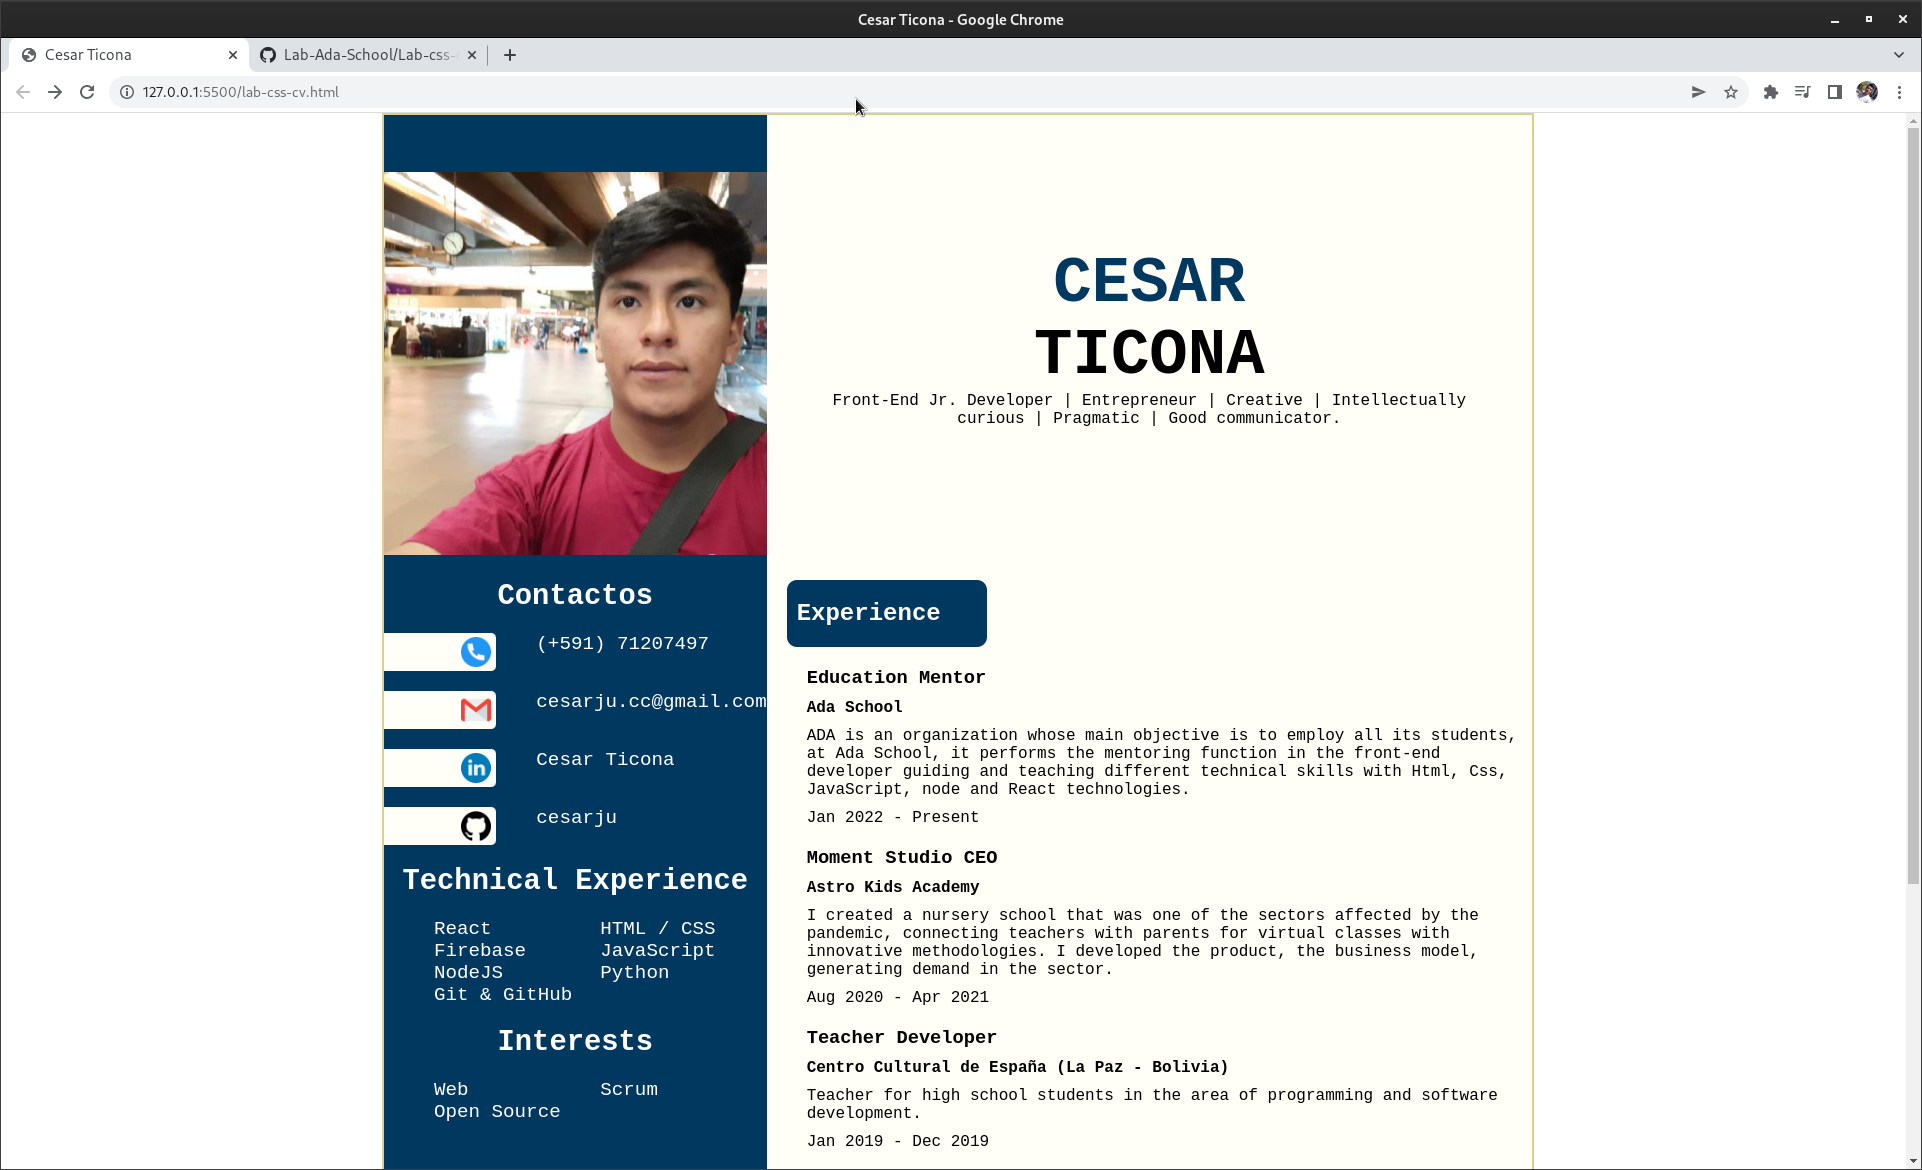 Cesar Ticona - Google Chrome
Cesar Ticona
Lab-Ada-School/Lab-css-
127.0.0.1:5500/lab-css-cv.html
CESAR
TICONA
Front-End Jr. Developer | Entrepreneur | Creative | Intellectually
curious | Pragmatic | Good communicator.
Contactos
(+591) 71207497
cesarju.cc@gmail.com
in
Cesar Ticona
cesarju
Technical Experience
React HTML / CSS
Firebase JavaScript
NodeJS Python
Git & GitHub
Interests
Web Scrum
Open Source
Experience
Education Mentor
Ada School
ADA is an organization whose main objective is to employ all its students,
at Ada School, it performs the mentoring function in the front-end
developer guiding and teaching different technical skills with Html, Css,
JavaScript, node and React technologies.
Jan 2022 - Present
Moment Studio CEO
Astro Kids Academy
I created a nursery school that was one of the sectors affected by the
pandemic, connecting teachers with parents for virtual classes with
innovative methodologies. I developed the product, the business model,
generating demand in the sector.
Aug 2020 - Apr 2021
Teacher Developer
Centro Cultural de España (La Paz - Bolivia)
Teacher for high school students in the area of programming and software
development.
Jan 2019 - Dec 2019